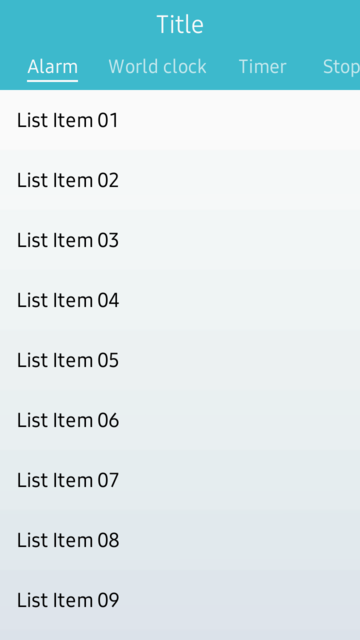 Title
Alarm World clock Timer Stop
List Item 01
List Item 02
List Item 03
List Item 04
List Item 05
List Item 06
List Item 07
List Item 08
List Item 09